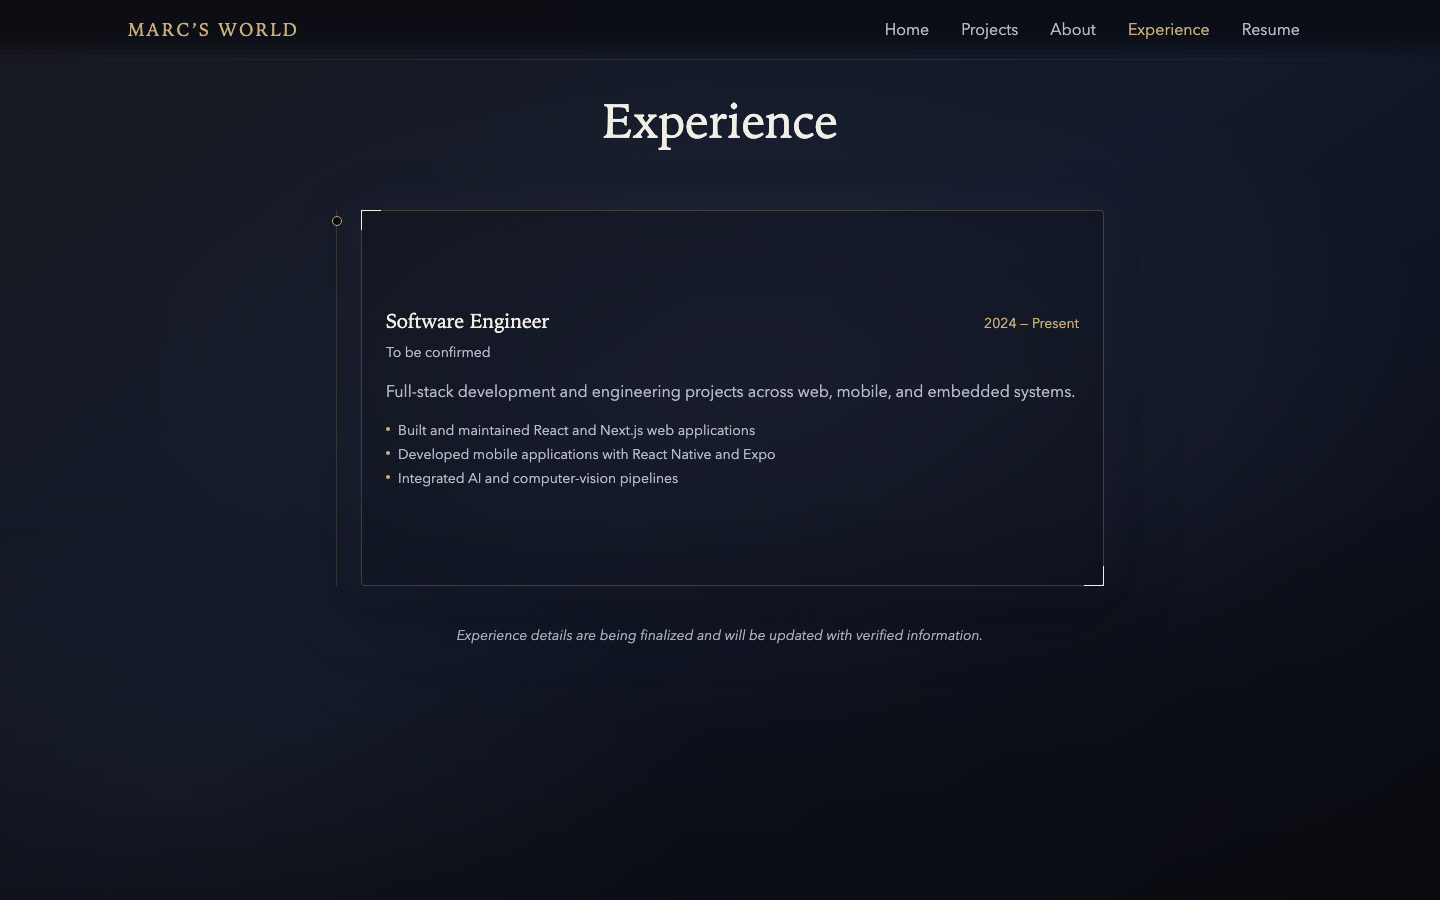 MARC’S WORLD
Home Projects About Experience Resume
Experience
Software Engineer 2024 – Present
To be confirmed
Full-stack development and engineering projects across web, mobile, and embedded systems.
• Built and maintained React and Next.js web applications
• Developed mobile applications with React Native and Expo
• Integrated AI and computer-vision pipelines
Experience details are being finalized and will be updated with verified information.